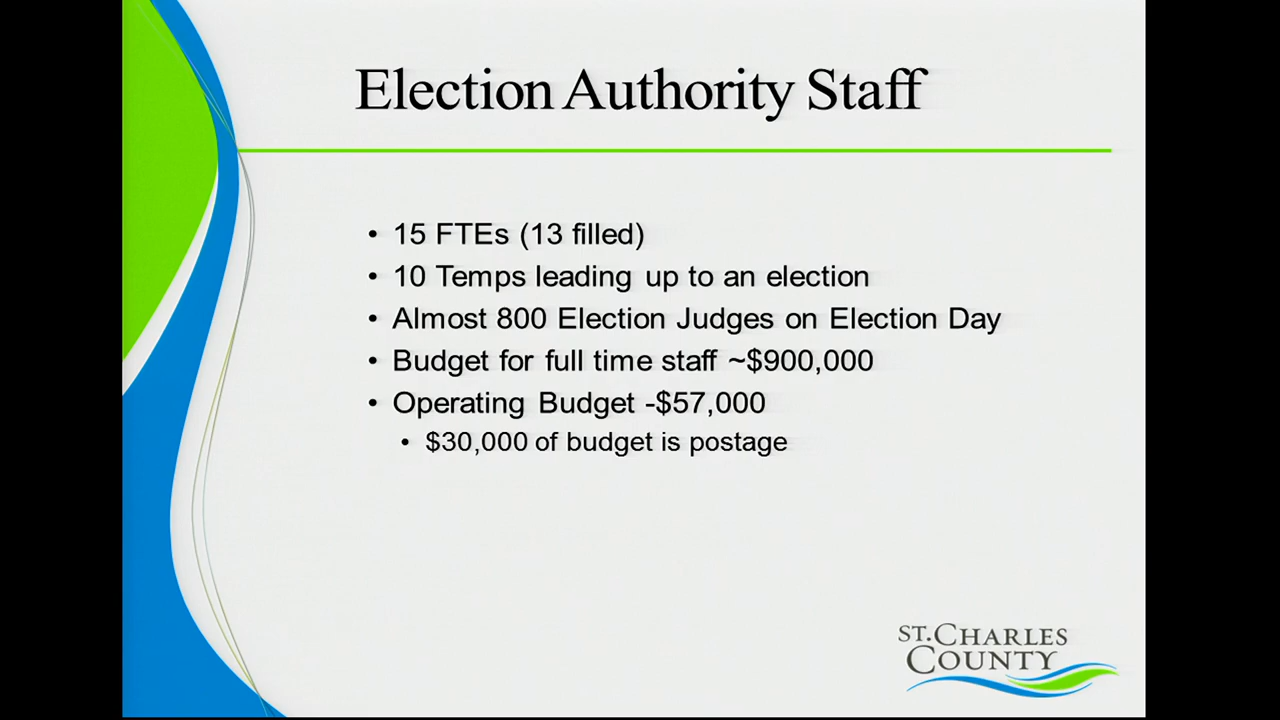 Election Authority Staff
• 15 FTEs (13 filled)
• 10 Temps leading up to an election
• Almost 800 Election Judges on Election Day
• Budget for full time staff ~$900,000
• Operating Budget -$57,000
• $30,000 of budget is postage
ST. CHARLES
COUNTY